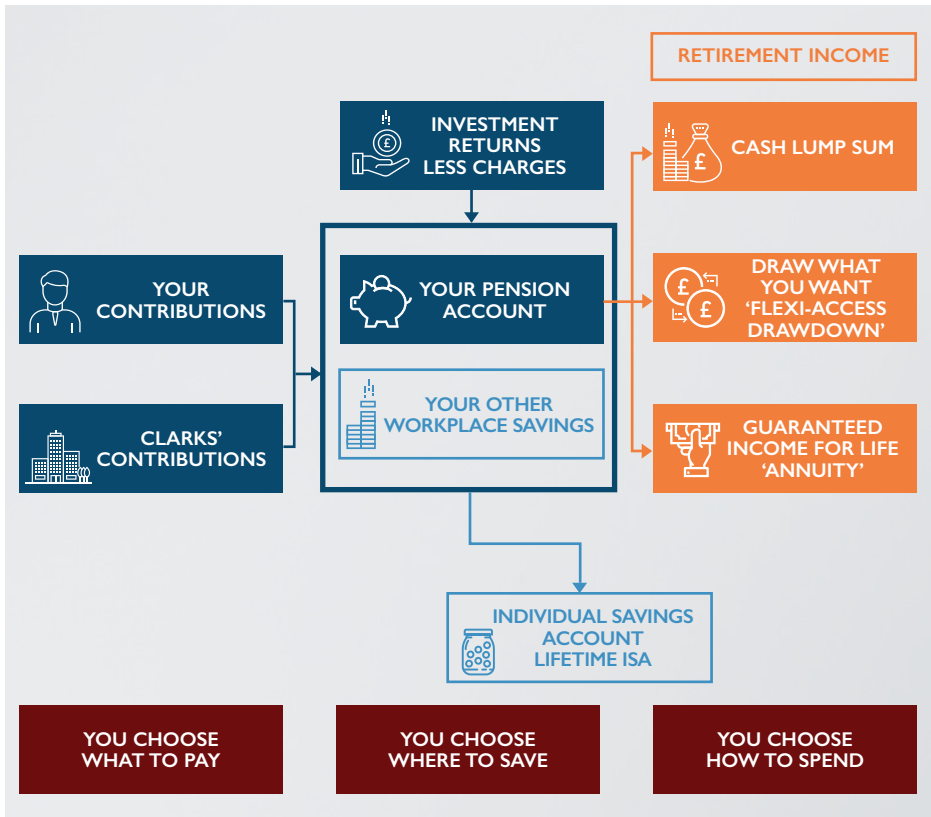 RETIREMENT INCOME
INVESTMENT
RETURNS
LESS CHARGES
CASH LUMP SUM
YOUR
CONTRIBUTIONS
YOUR PENSION
ACCOUNT
DRAW WHAT
YOU WANT
‘FLEXI-ACCESS
DRAWDOWN’
CLARKS’
CONTRIBUTIONS
YOUR OTHER
WORKPLACE SAVINGS
GUARANTEED
INCOME FOR LIFE
‘ANNUITY’
INDIVIDUAL SAVINGS
ACCOUNT
LIFETIME ISA
YOU CHOOSE
WHAT TO PAY
YOU CHOOSE
WHERE TO SAVE
YOU CHOOSE
HOW TO SPEND